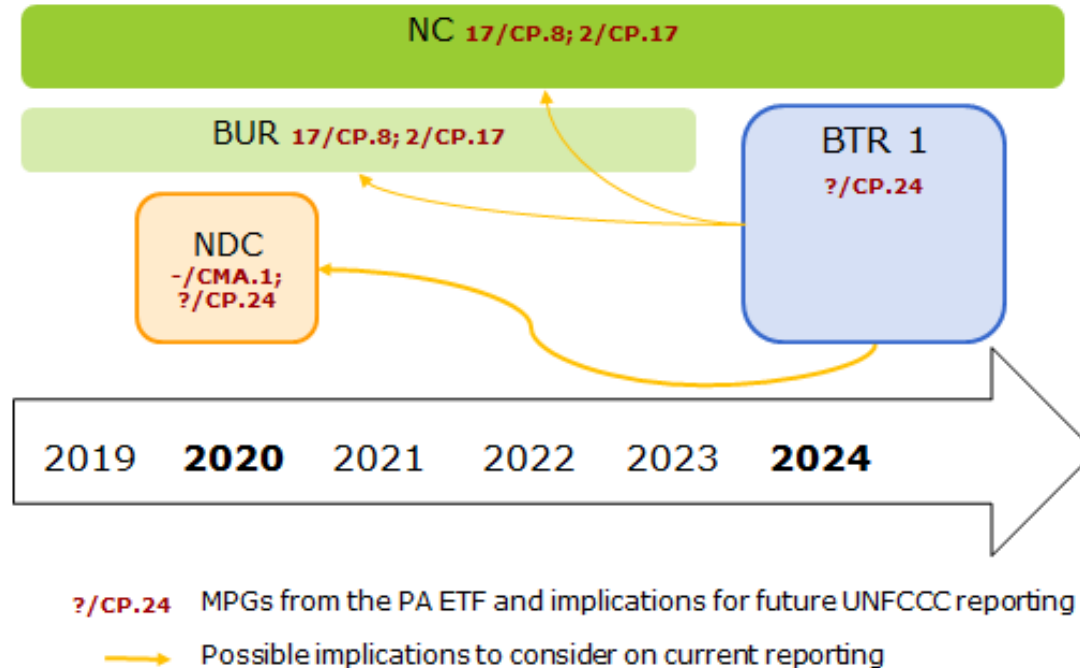 NC 17/CP.8; 2/CP.17
BUR 17/CP.8; 2/CP.17
BTR 1
?/CP.24
NDC
-/CMA.1;
?/CP.24
2019 2020 2021 2022 2023 2024
?/CP.24 MPGs from the PA ETF and implications for future UNFCCC reporting
Possible implications to consider on current reporting